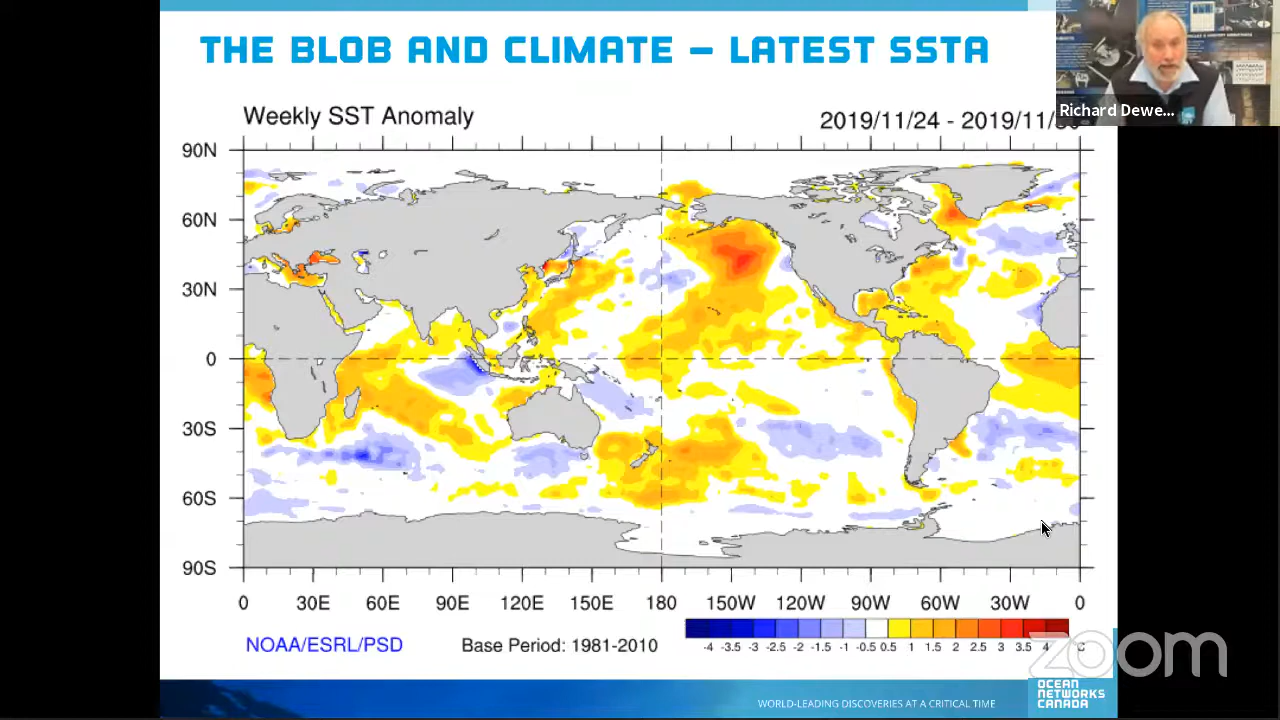 THE BLOB AND CLIMATE – LATEST SSTA
Richard Dewe...
Weekly SST Anomaly
2019/11/24 - 2019/11/
90N
60N
30N
0
30S
60S
90S
0 30E 60E 90E 120E 150E 180 150W 120W 90W 60W 30W 0
NOAA/ESRL/PSD
Base Period: 1981-2010
-4 -3.5 -3 -2.5 -2 -1.5 -1 -0.5 0.5 1 1.5 2 2.5 3 3.5 4
zoom
WORLD-LEADING DISCOVERIES AT A CRITICAL TIME
OCEAN
NETWORKS
CANADA